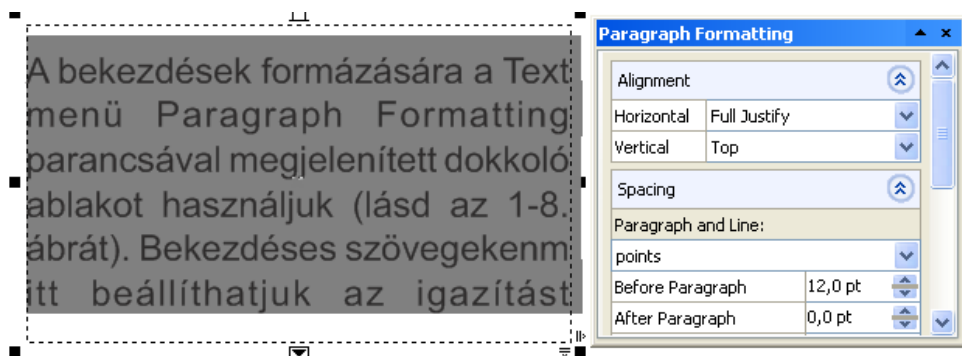 A bekezdések formázására a Text
menü Paragraph Formatting
parancsával megjelenített dokkoló
ablakot használjuk (lásd az 1-8.
ábrát). Bekezdéses szövegekenm
itt beállíthatjuk az igazítást
Paragraph Formatting
Alignment
Horizontal Full Justify
Vertical Top
Spacing
Paragraph and Line:
points
Before Paragraph 12,0 pt
After Paragraph 0,0 pt